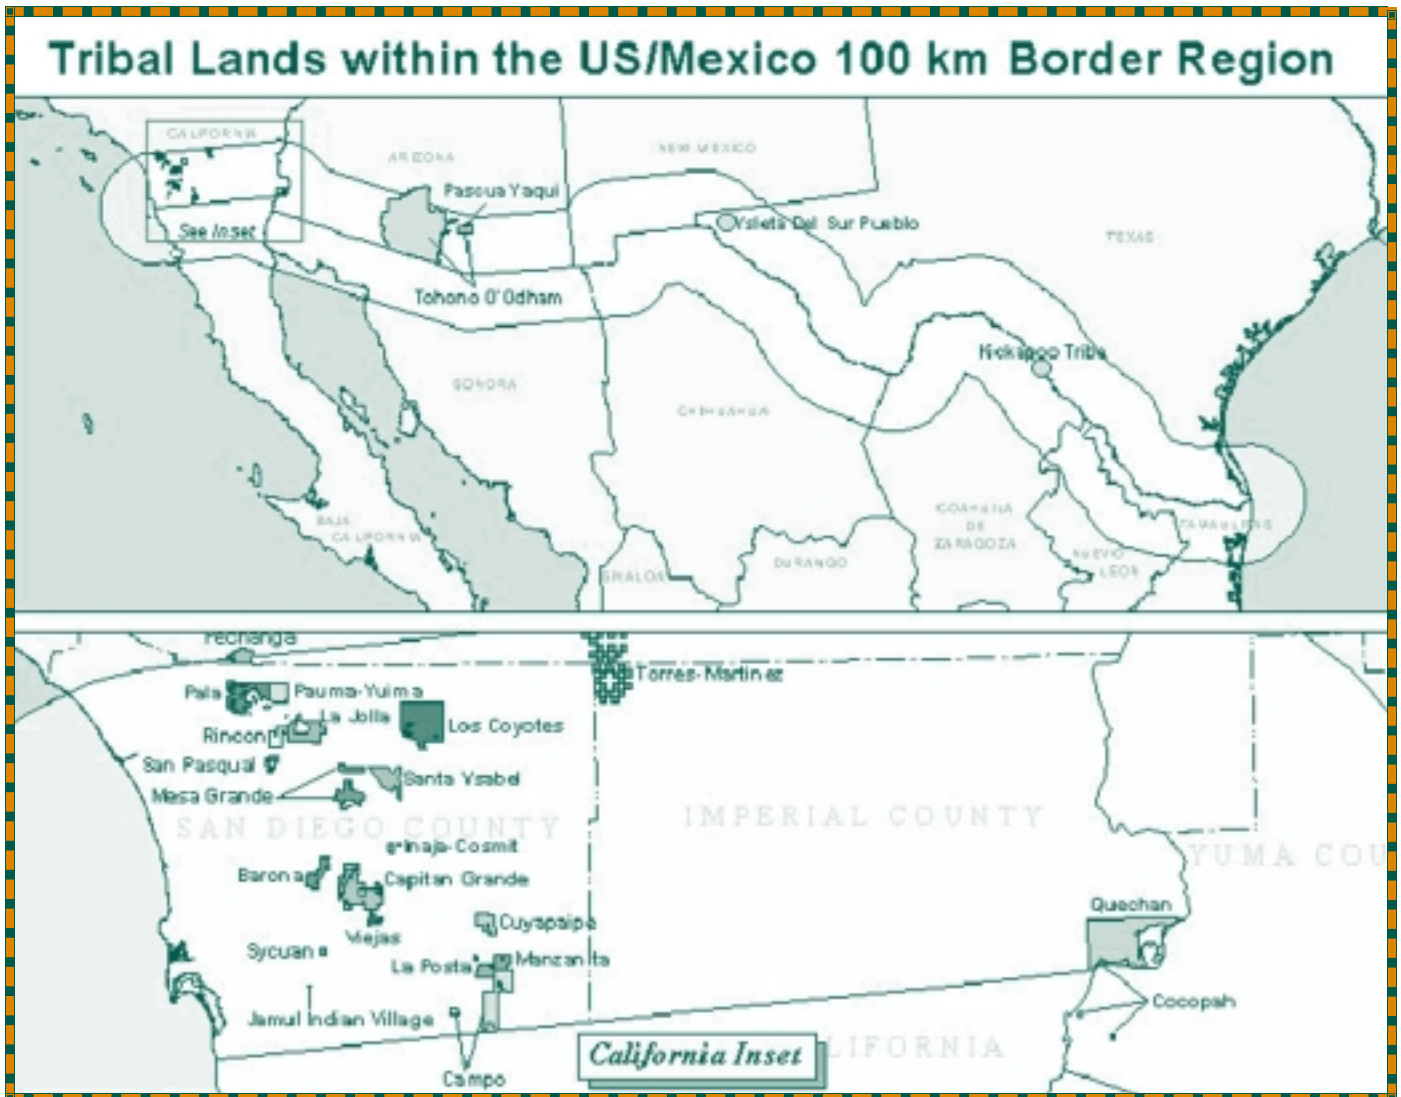 Tribal Lands within the US/Mexico 100 km Border Region
CALIFORNIA
ARIZONA
NEW MEXICO
Pascua Yaqui
See Inset
Ysleta Del Sur Pueblo
TEXAS
Tohono O'Odham
Kickapoo Tribe
SONORA
CHIHUAHUA
COAHUILA
DE
ZARAGOZA
BAJA
CALIFORNIA
TAMAULIPAS
SINALOA
DURANGO
NUEVO
LEON
Pechanga
Torres-Martinez
Pala
Pauma-Yuima
La Jolla
Los Coyotes
Rincon
San Pasqual
Santa Ysabel
Mesa Grande
SAN DIEGO COUNTY
IMPERIAL COUNTY
Inaja-Cosmit
YUMA COU
Barona
Capitan Grande
Quechan
Cuyapaipe
Viejas
Sycuan
La Posta
Manzanita
Cocopah
Jamul Indian Village
California Inset
LIFORNIA
Campo